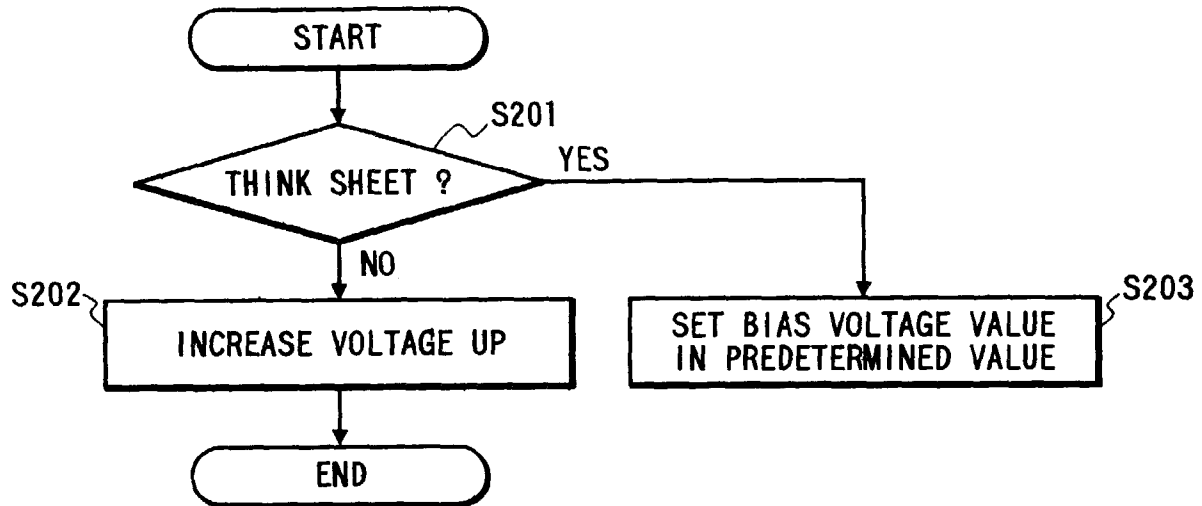 START
S201
THINK SHEET ?
YES
NO
S202
INCREASE VOLTAGE UP
S203
SET BIAS VOLTAGE VALUE
IN PREDETERMINED VALUE
END